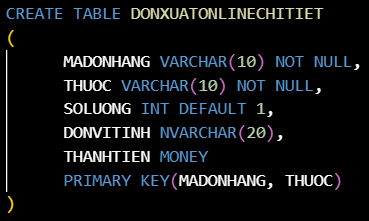 CREATE TABLE DONXUATONLINECHITIET
(
MADONHANG VARCHAR(10) NOT NULL,
THUOC VARCHAR(10) NOT NULL,
SOLUONG INT DEFAULT 1,
DONVITINH NVARCHAR(20),
THANHTIEN MONEY
PRIMARY KEY(MADONHANG, THUOC)
)